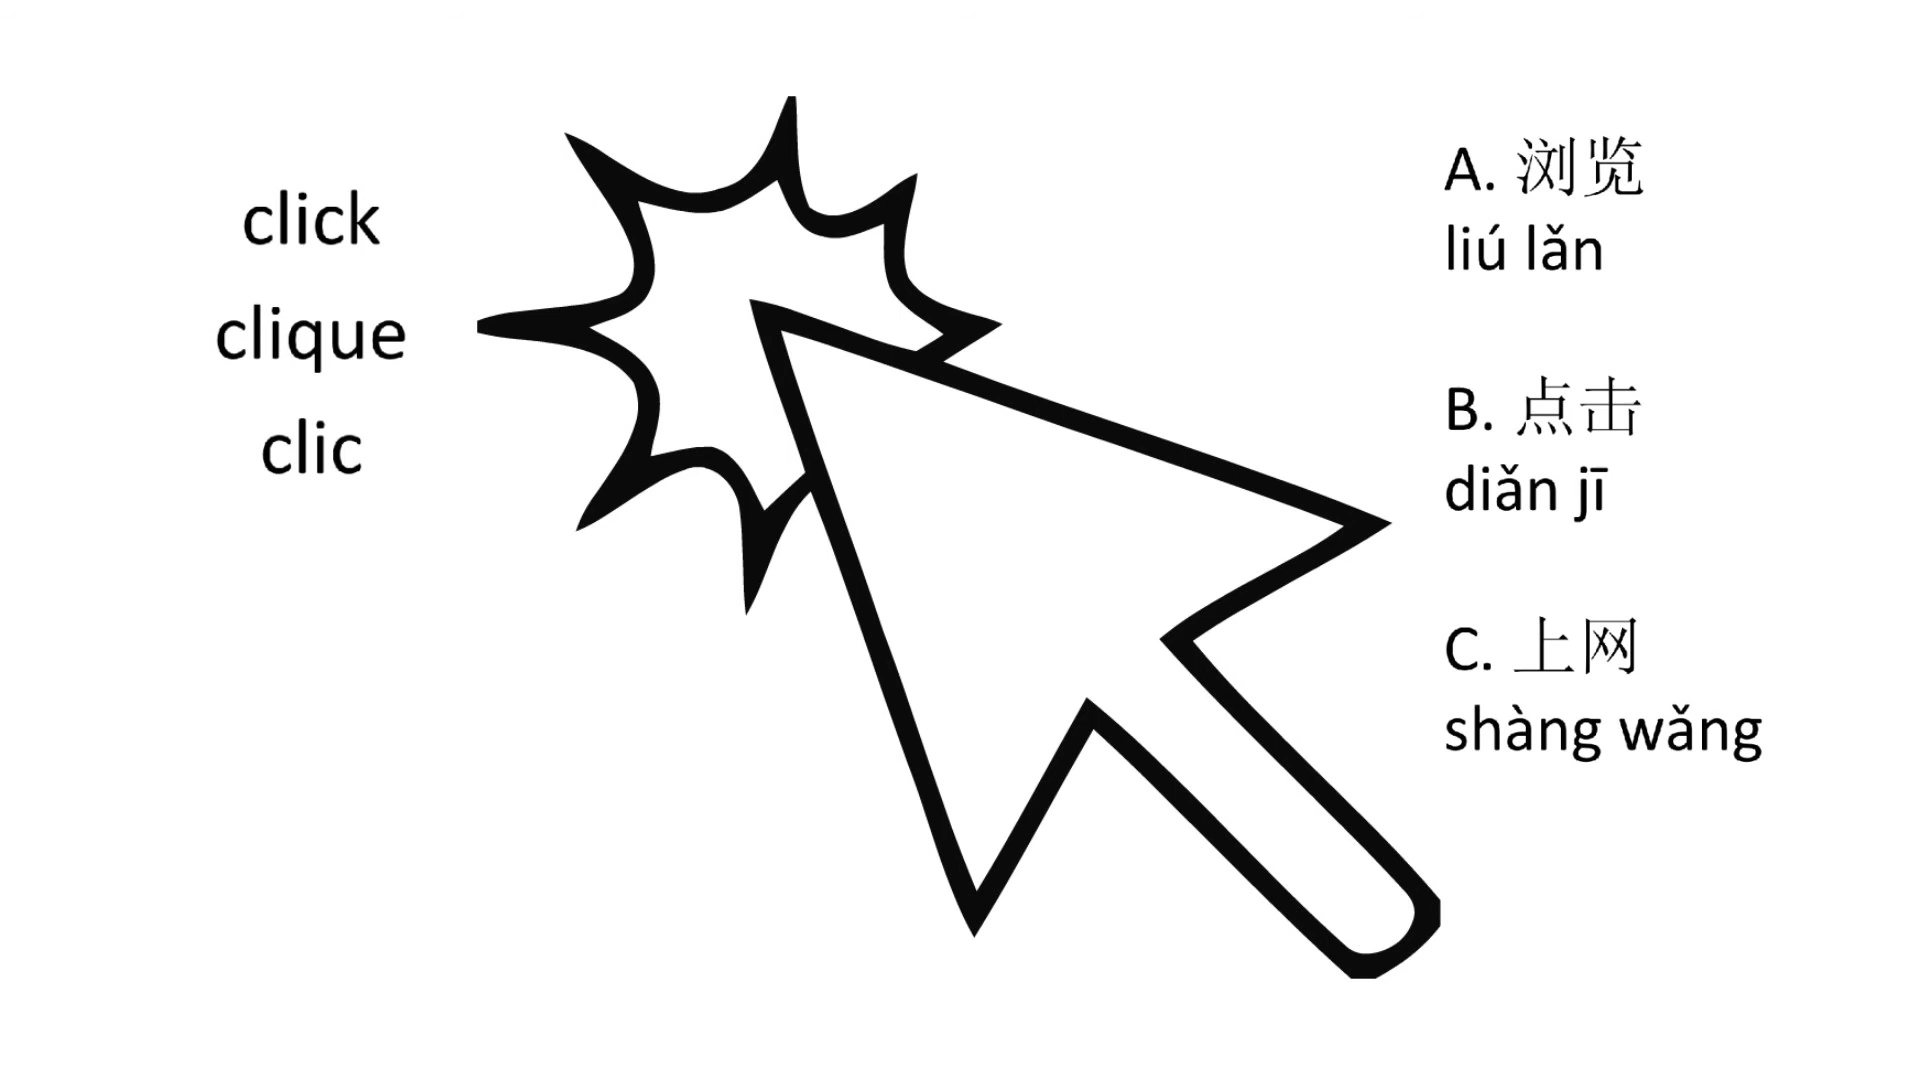 click
clique
clic
A. 浏览
liú lǎn
B. 点击
diǎn jī
C. 上网
shàng wǎng